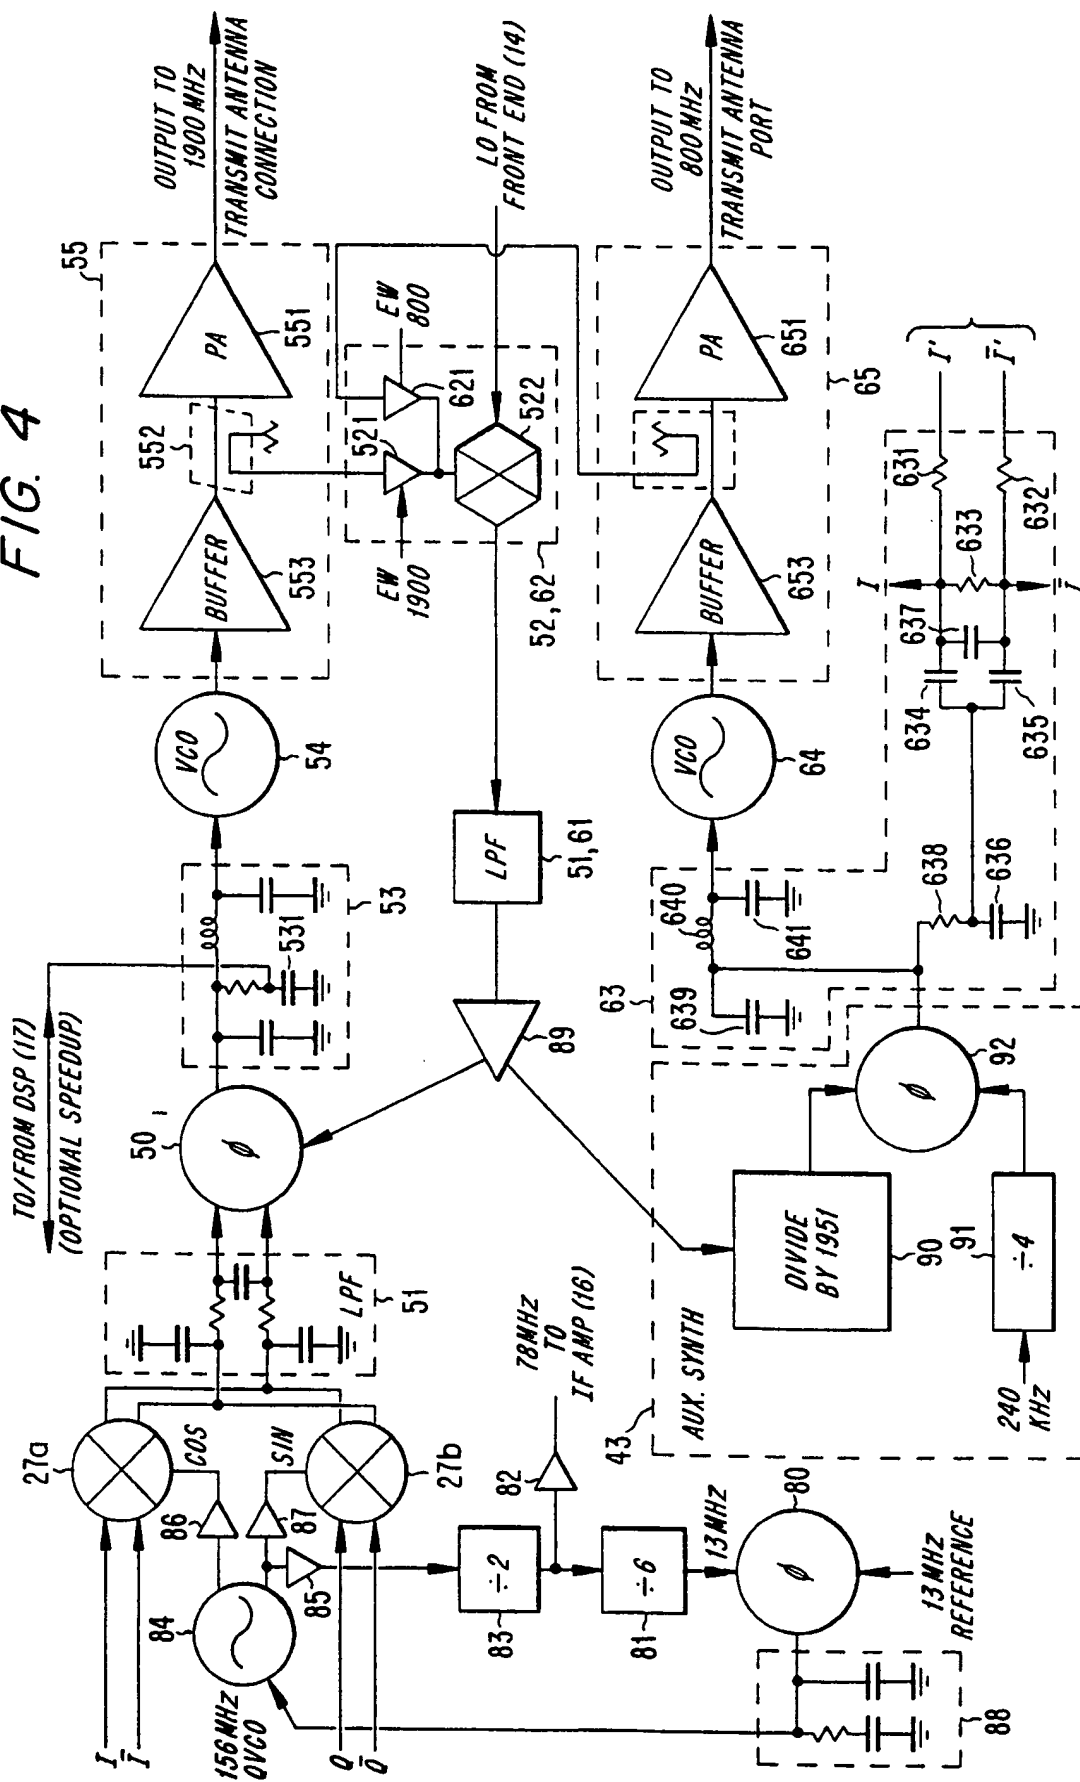 FIG. 4
I
Ī
Q
Q̄
156MHz
QVCO
84
27a
27b
COS
SIN
86
87
85
÷2
83
82
78MHZ
TO
IF AMP (16)
÷6
81
13 MHz
80
ϕ
13 MHz
REFERENCE
88
TO/FROM DSP (17)
(OPTIONAL SPEEDUP)
LPF
51
50
ϕ
531
53
VCO
54
BUFFER
553
552
PA
551
55
OUTPUT TO
1900 MHz
TRANSMIT ANTENNA
CONNECTION
EW
1900
521
EW
800
621
522
52, 62
LO FROM
FRONT END (14)
LPF
51, 61
89
43
AUX. SYNTH
DIVIDE
BY 1951
90
240
KHz
91
÷4
ϕ
92
63
639
640
641
VCO
64
BUFFER
653
PA
651
65
OUTPUT TO
800 MHz
TRANSMIT ANTENNA
PORT
638
636
634
635
637
633
631
632
I
Ī
I'
Ī'